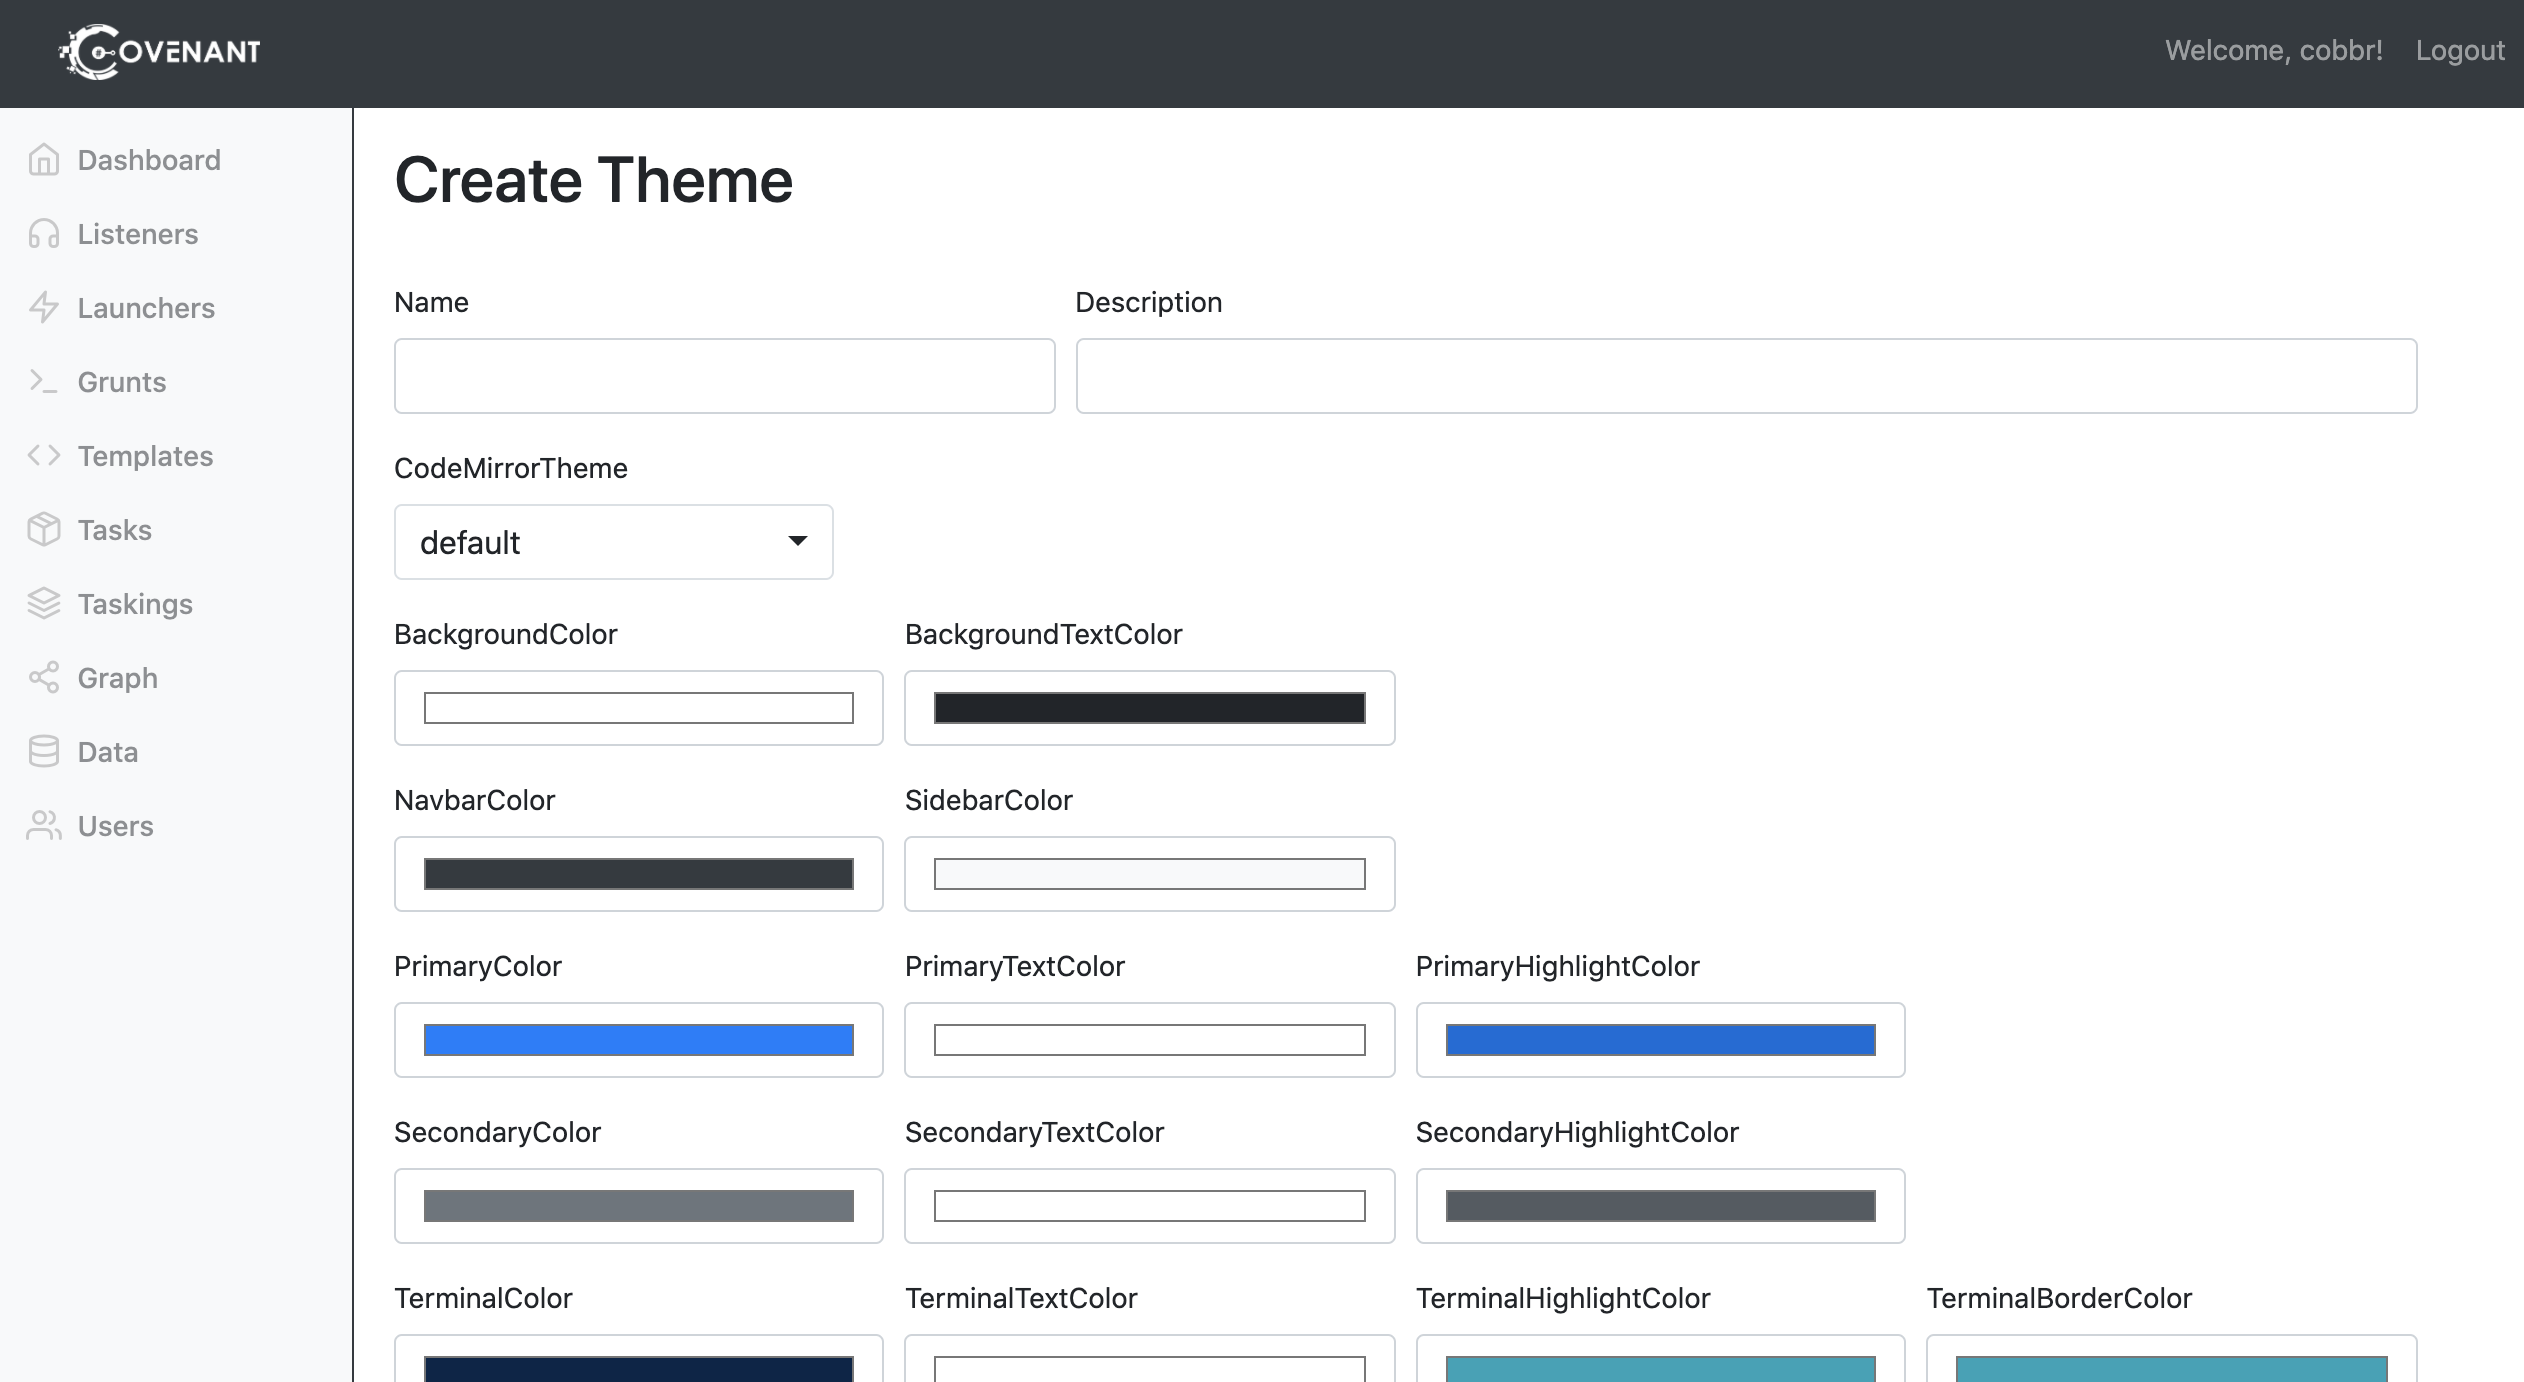 COVENANT
Welcome, cobbr! Logout
Dashboard
Listeners
Launchers
Grunts
Templates
Tasks
Taskings
Graph
Data
Users
Create Theme
Name Description
CodeMirrorTheme
default
BackgroundColor BackgroundTextColor
NavbarColor SidebarColor
PrimaryColor PrimaryTextColor PrimaryHighlightColor
SecondaryColor SecondaryTextColor SecondaryHighlightColor
TerminalColor TerminalTextColor TerminalHighlightColor TerminalBorderColor